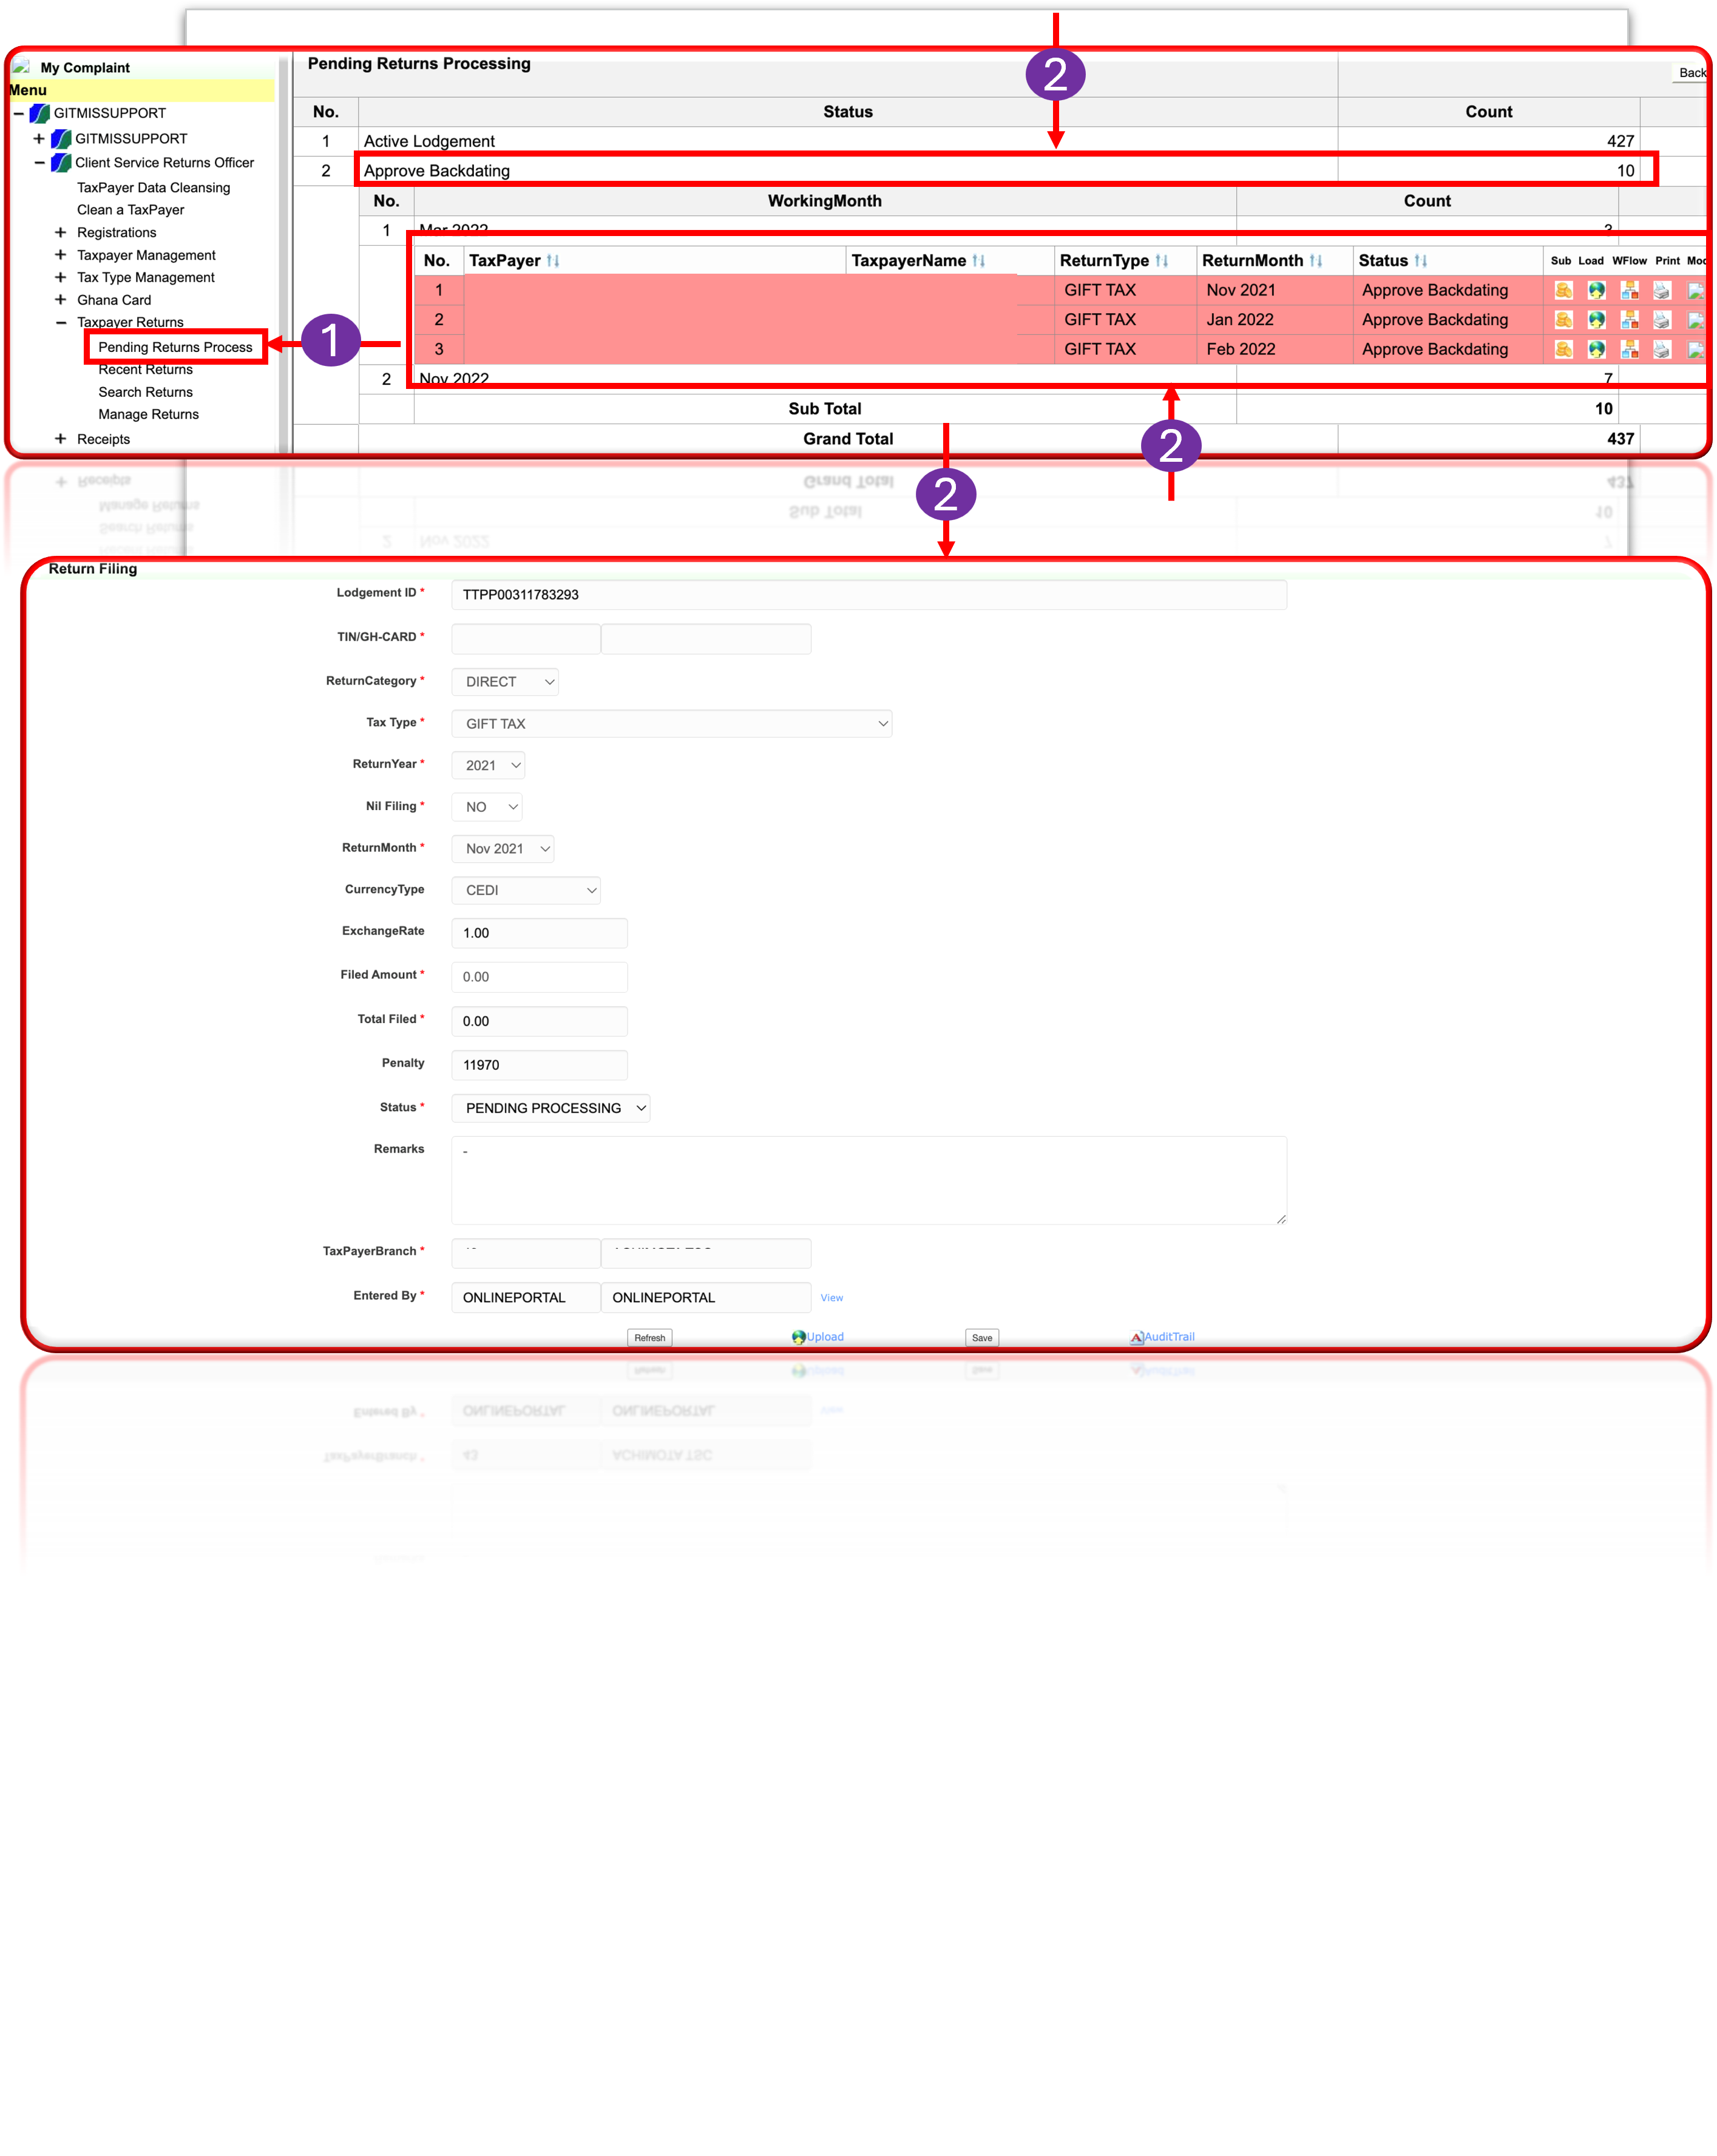 My Complaint
Menu
GITMISSUPPORT
GITMISSUPPORT
Client Service Returns Officer
TaxPayer Data Cleansing
Clean a TaxPayer
Registrations
Taxpayer Management
Tax Type Management
Ghana Card
Taxpayer Returns
Pending Returns Process
Recent Returns
Search Returns
Manage Returns
Receipts
1
2
Pending Returns Processing
Back
No. Status Count
1 Active Lodgement 427
2 Approve Backdating 10
No. WorkingMonth Count
1 Mar 2022 3
No. TaxPayer TaxpayerName ReturnType ReturnMonth Status Sub Load WFlow Print Mod
1 GIFT TAX Nov 2021 Approve Backdating
2 GIFT TAX Jan 2022 Approve Backdating
3 GIFT TAX Feb 2022 Approve Backdating
2 Nov 2022 7
Sub Total 10
Grand Total 437
2
2
Return Filing
Lodgement ID * TTPP00311783293
TIN/GH-CARD *
ReturnCategory * DIRECT
Tax Type * GIFT TAX
ReturnYear * 2021
Nil Filing * NO
ReturnMonth * Nov 2021
CurrencyType CEDI
ExchangeRate 1.00
Filed Amount * 0.00
Total Filed * 0.00
Penalty 11970
Status * PENDING PROCESSING
Remarks -
TaxPayerBranch *
Entered By * ONLINEPORTAL ONLINEPORTAL View
Refresh Upload Save AuditTrail